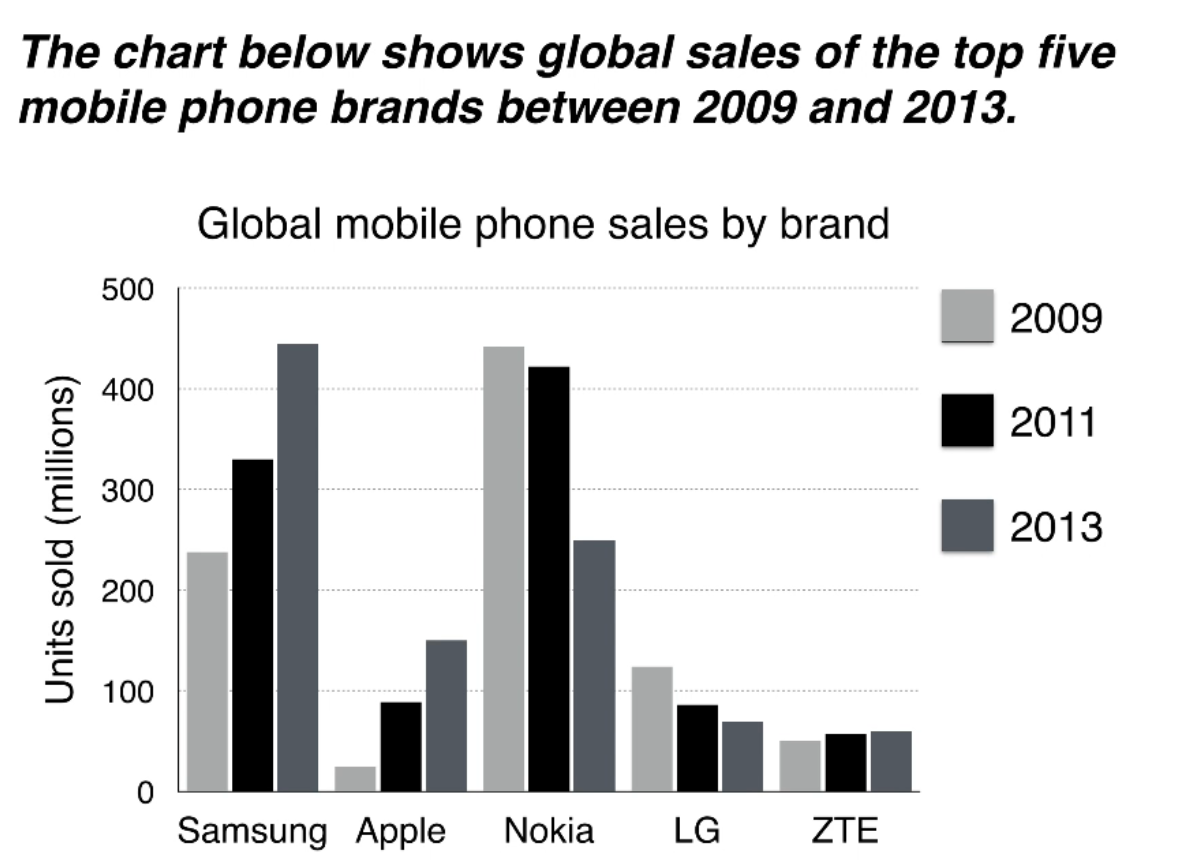 The chart below shows global sales of the top five
mobile phone brands between 2009 and 2013.
Global mobile phone sales by brand
Units sold (millions)
500
400
300
200
100
0
Samsung Apple Nokia LG ZTE
2009
2011
2013